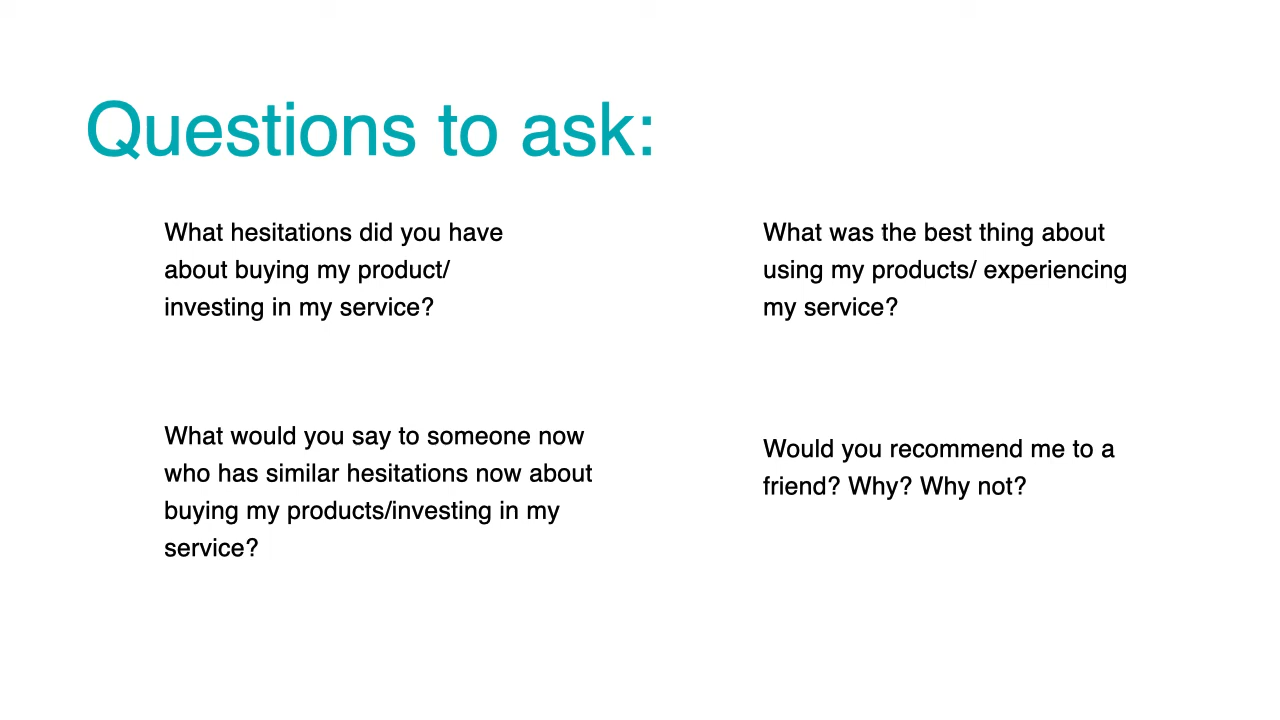 Questions to ask:
What hesitations did you have
about buying my product/
investing in my service?
What was the best thing about
using my products/ experiencing
my service?
What would you say to someone now
who has similar hesitations now about
buying my products/investing in my
service?
Would you recommend me to a
friend? Why? Why not?